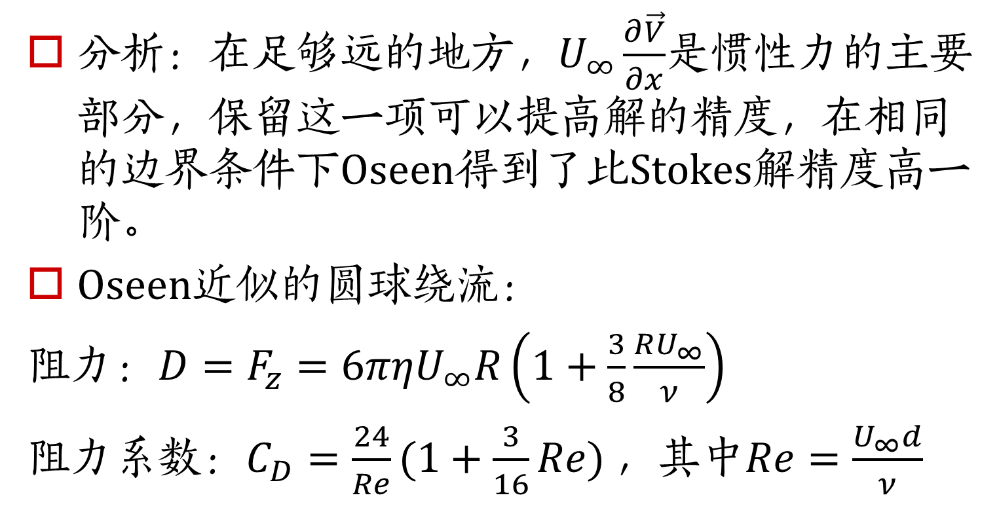 □ 分析：在足够远的地方，$U_\infty \frac{\partial \vec{V}}{\partial x}$是惯性力的主要
部分，保留这一项可以提高解的精度，在相同
的边界条件下Oseen得到了比Stokes解精度高一
阶。
□ Oseen近似的圆球绕流：
阻力：$D = F_z = 6\pi\eta U_\infty R \left(1 + \frac{3}{8}\frac{RU_\infty}{\nu}\right)$
阻力系数：$C_D = \frac{24}{Re}(1 + \frac{3}{16}Re)$，其中$Re = \frac{U_\infty d}{\nu}$